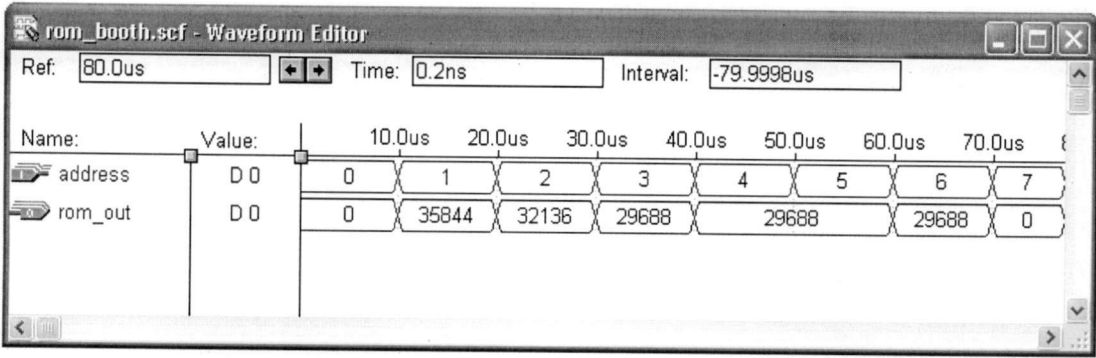 rom_booth.scf - Waveform Editor
Ref: 80.0us Time: 0.2ns Interval: -79.9998us
Name: Value: 10.0us 20.0us 30.0us 40.0us 50.0us 60.0us 70.0us 8
address D 0 0 1 2 3 4 5 6 7
rom_out D 0 0 35844 32136 29688 29688 29688 0